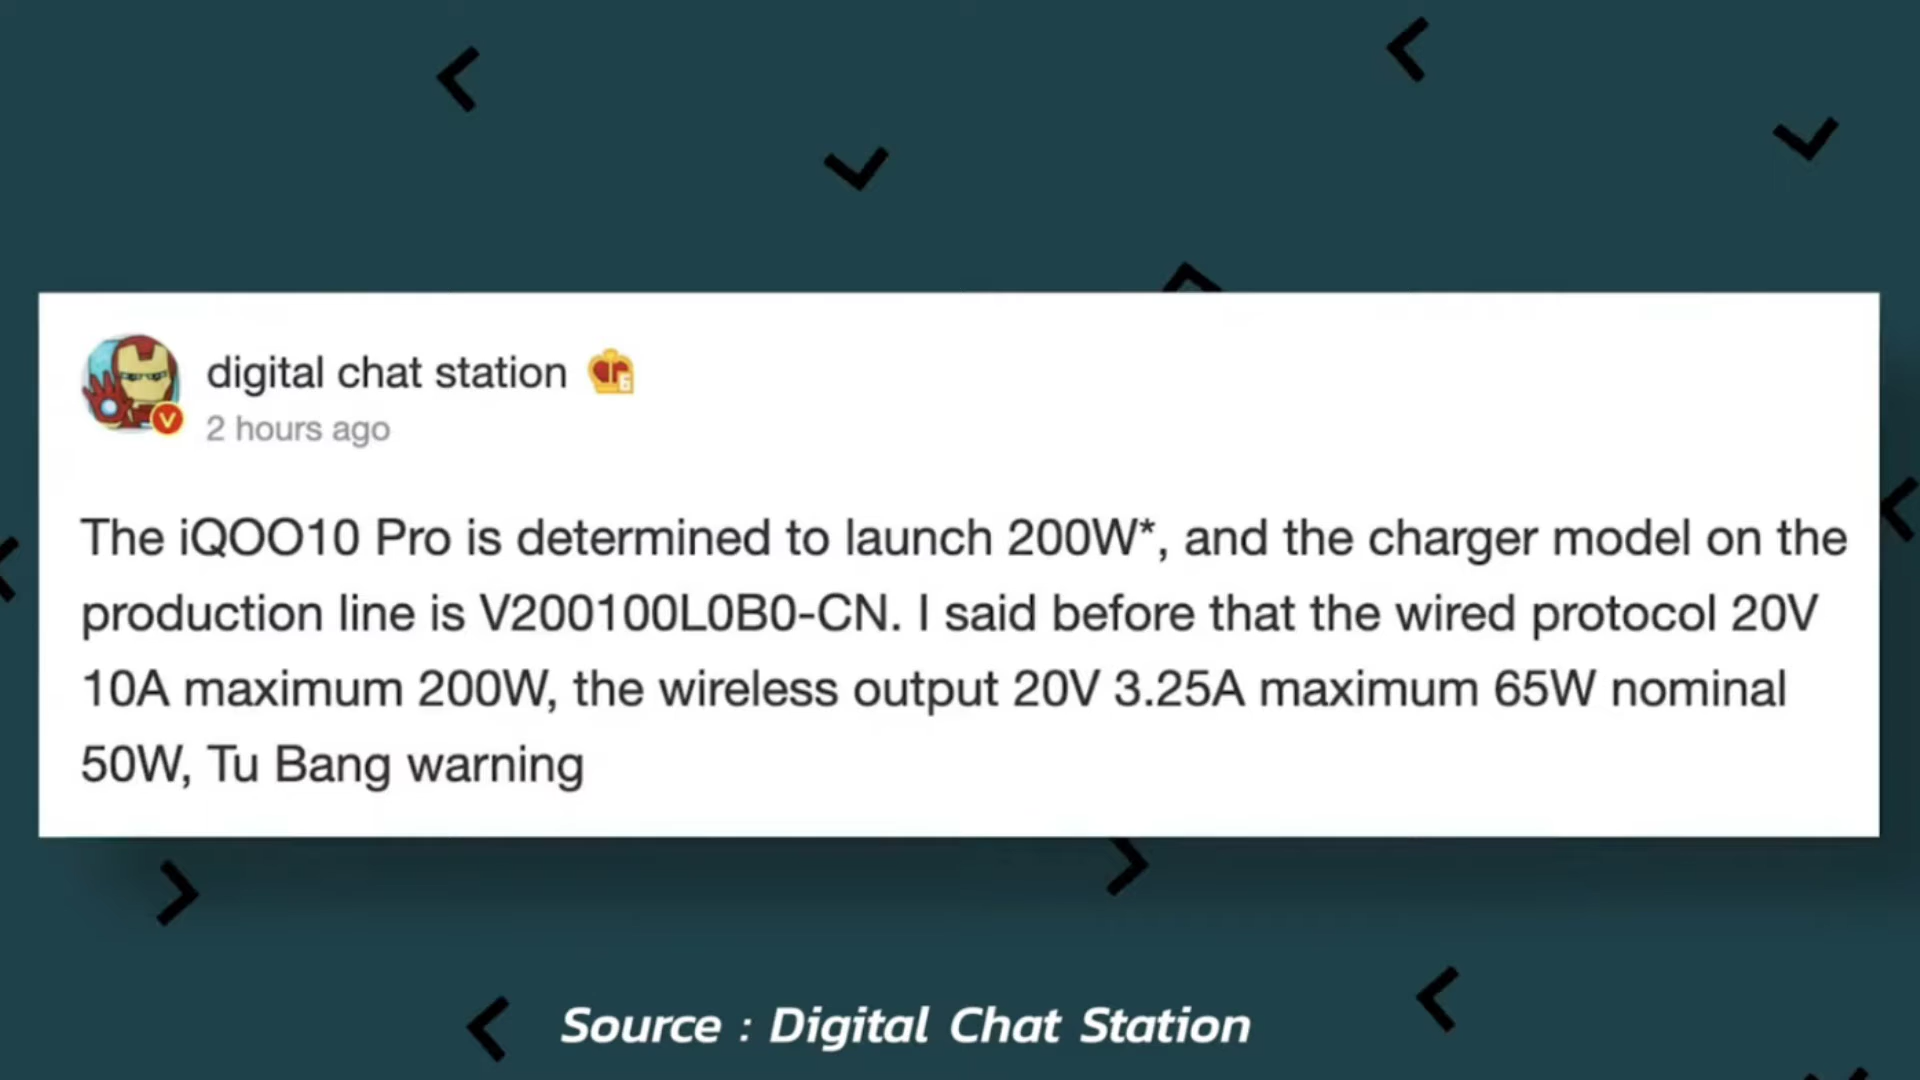 digital chat station
2 hours ago
The iQOO10 Pro is determined to launch 200W*, and the charger model on the
production line is V200100L0B0-CN. I said before that the wired protocol 20V
10A maximum 200W, the wireless output 20V 3.25A maximum 65W nominal
50W, Tu Bang warning
Source : Digital Chat Station